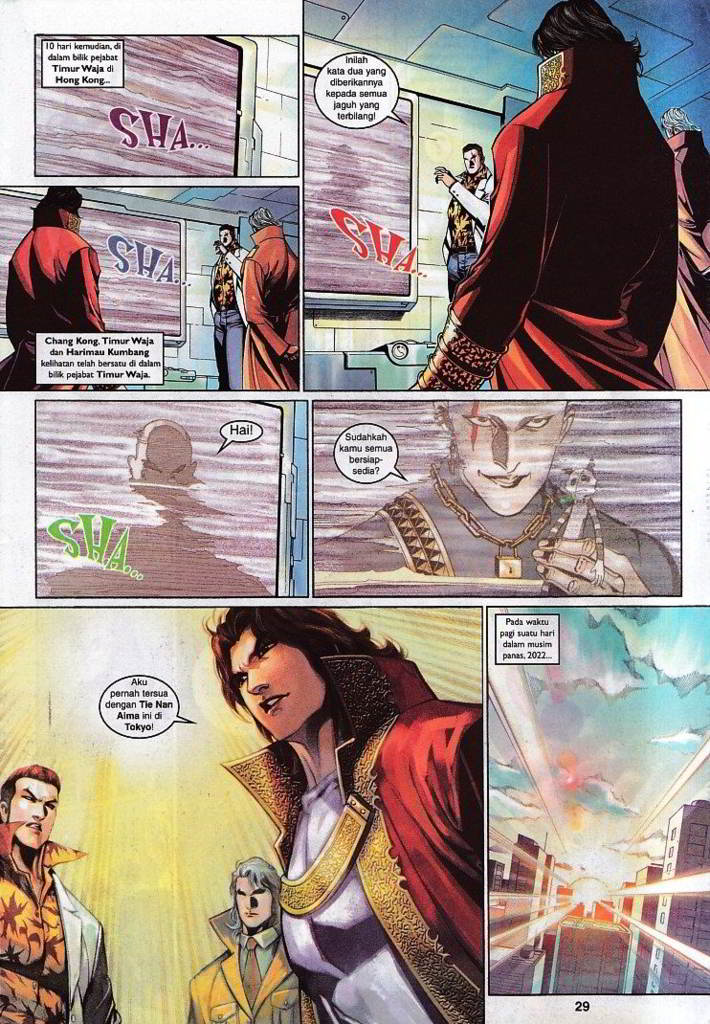 10 hari kemudian, di
dalam bilik pejabat
Timur Waja di
Hong Kong...
SHA...
Inilah
kata dua yang
diberikannya
kepada semua
jaguh yang
terbilang!
SHA...
SHA...
Chang Kong, Timur Waja
dan Harimau Kumbang
kelihatan telah bersatu di dalam
bilik pejabat Timur Waja.
Hai!
SHA...
Sudahkah
kamu semua
bersiap-
sedia?
Aku
pernah tersua
dengan Tie Nan
Aima ini di
Tokyo!
Pada waktu
pagi suatu hari
dalam musim
panas, 2022...
29